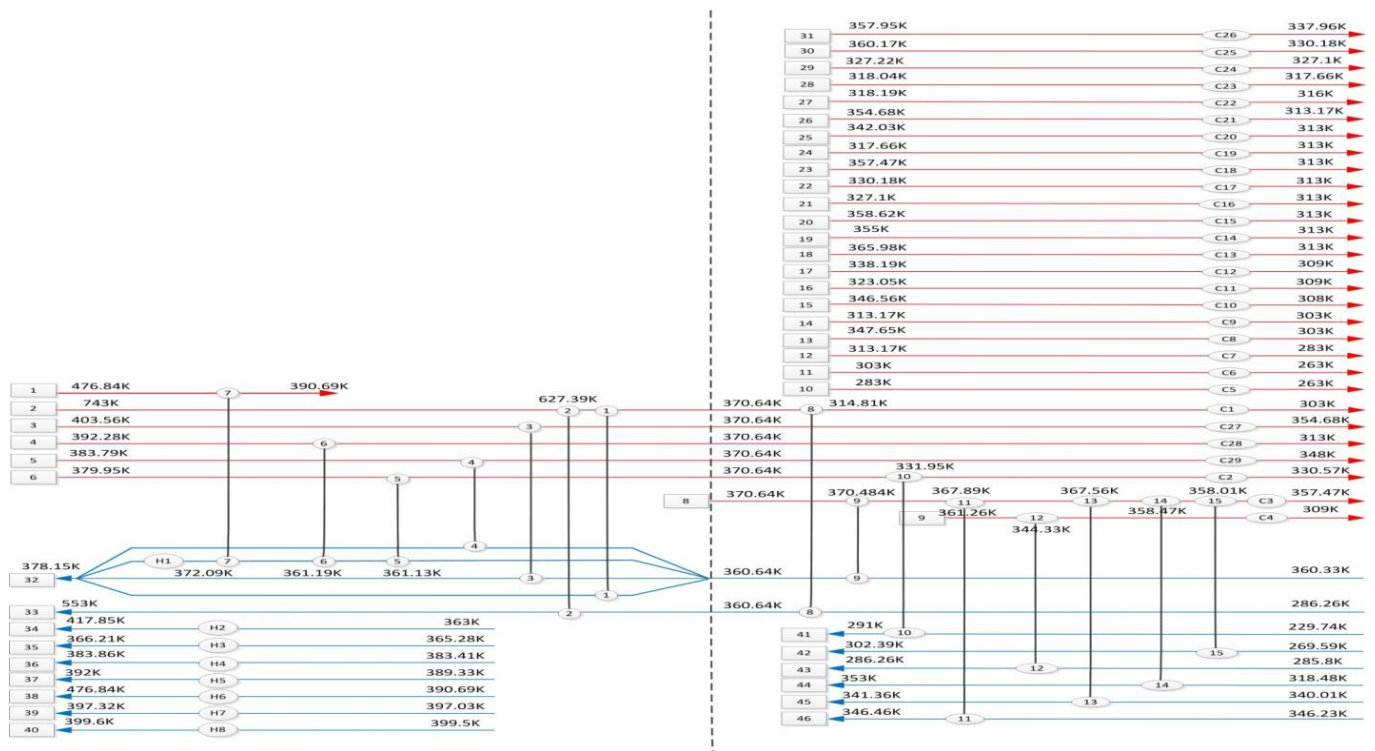 31 357.95K C26 337.96K
30 360.17K C25 330.18K
29 327.22K C24 327.1K
28 318.04K C23 317.66K
27 318.19K C22 316K
26 354.68K C21 313.17K
25 342.03K C20 313K
24 317.66K C19 313K
23 357.47K C18 313K
22 330.18K C17 313K
21 327.1K C16 313K
20 358.62K C15 313K
19 355K C14 313K
18 365.98K C13 313K
17 338.19K C12 309K
16 323.05K C11 309K
15 346.56K C10 308K
14 313.17K C9 303K
13 347.65K C8 303K
12 313.17K C7 283K
11 303K C6 263K
10 283K C5 263K
1 476.84K 7 390.69K
2 743K 2 627.39K 1 370.64K 8 314.81K C1 303K
3 403.56K 3 370.64K C27 354.68K
4 392.28K 6 370.64K C28 313K
5 383.79K 4 370.64K C29 348K
6 379.95K 5 370.64K 10 331.95K C2 330.57K
8 370.64K 9 370.484K 11 367.89K 13 367.56K 14 15 358.01K C3 357.47K
9 361.26K 12 344.33K 358.47K C4 309K
4
H1 7 6 5
372.09K 361.19K 361.13K
32 378.15K 3 360.64K 9 360.33K
1
33 553K 2 360.64K 8 286.26K
34 417.85K H2 363K
35 366.21K H3 365.28K
36 383.86K H4 383.41K
37 392K H5 389.33K
38 476.84K H6 390.69K
39 397.32K H7 397.03K
40 399.6K H8 399.5K
41 291K 10 229.74K
42 302.39K 15 269.59K
43 286.26K 12 285.8K
44 353K 14 318.48K
45 341.36K 13 340.01K
46 346.46K 11 346.23K